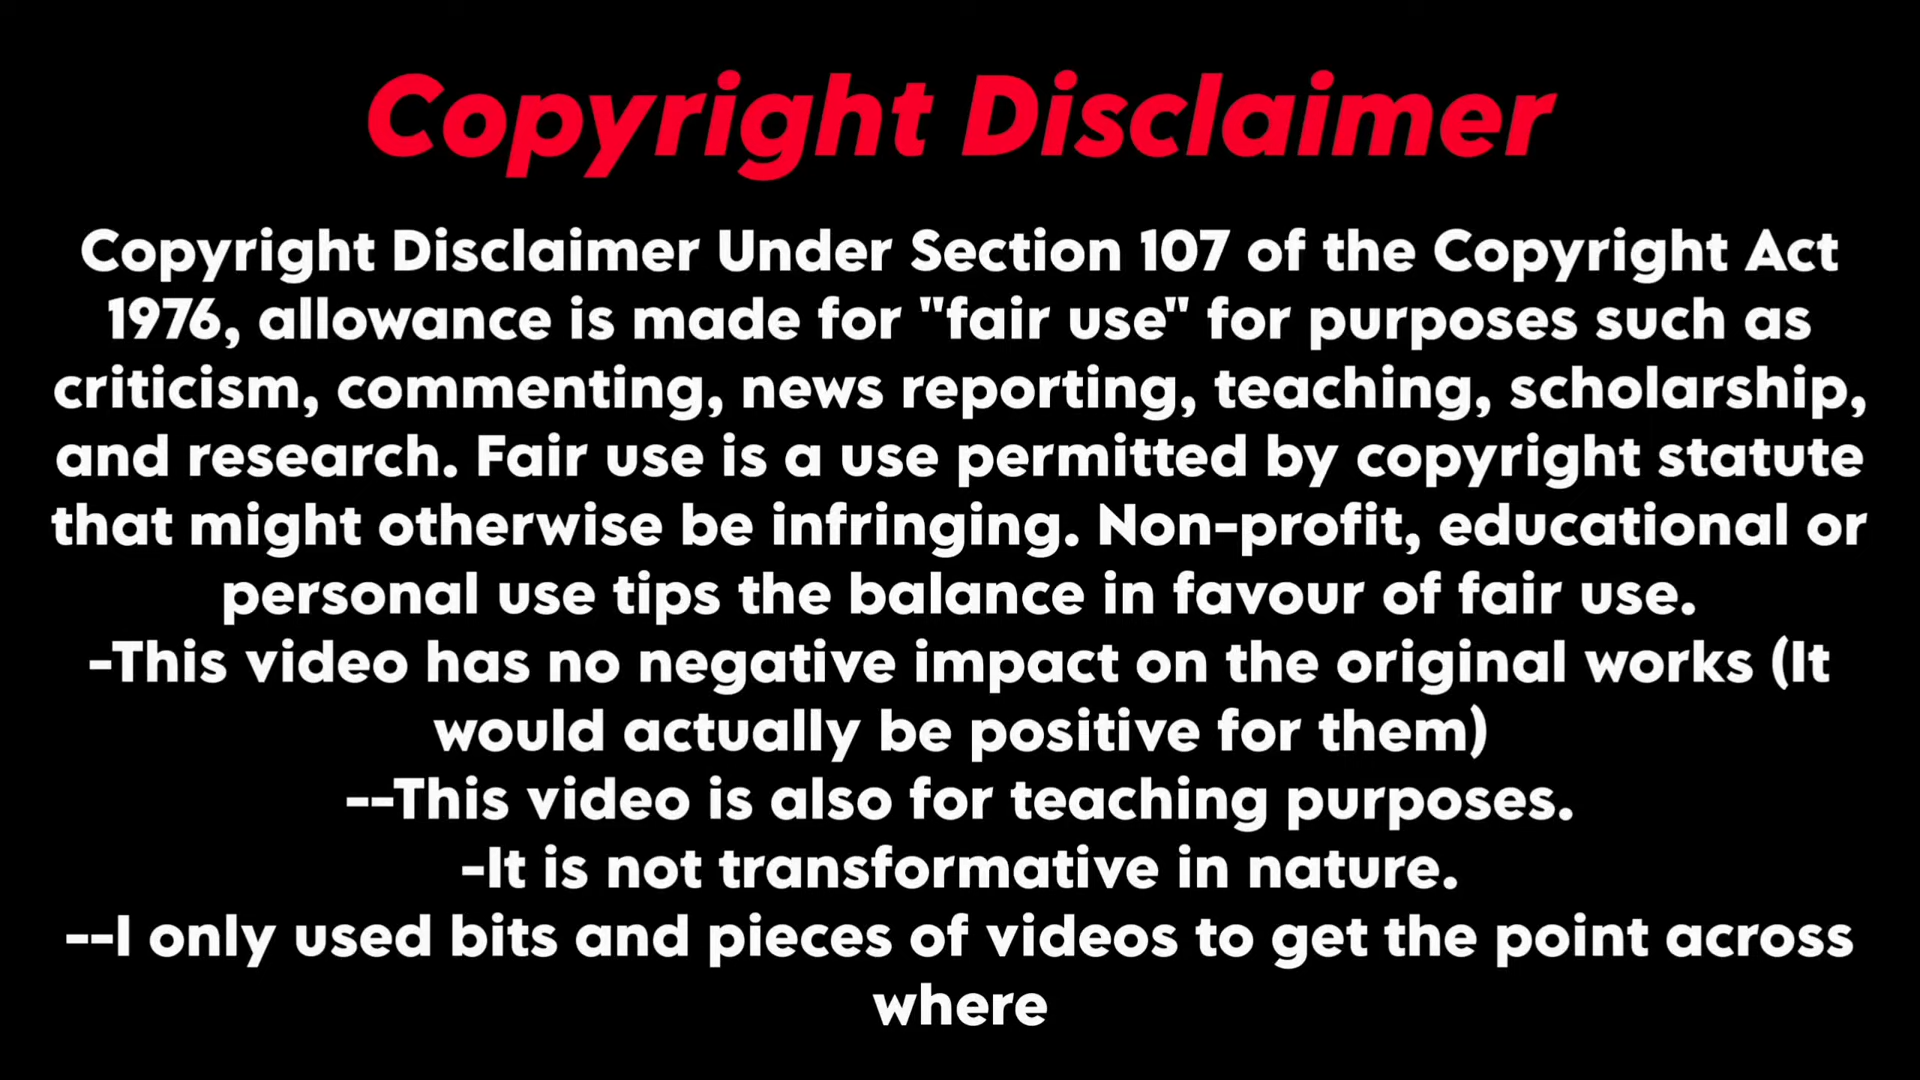 Copyright Disclaimer
Copyright Disclaimer Under Section 107 of the Copyright Act
1976, allowance is made for "fair use" for purposes such as
criticism, commenting, news reporting, teaching, scholarship,
and research. Fair use is a use permitted by copyright statute
that might otherwise be infringing. Non-profit, educational or
personal use tips the balance in favour of fair use.
-This video has no negative impact on the original works (It
would actually be positive for them)
--This video is also for teaching purposes.
-It is not transformative in nature.
--I only used bits and pieces of videos to get the point across
where